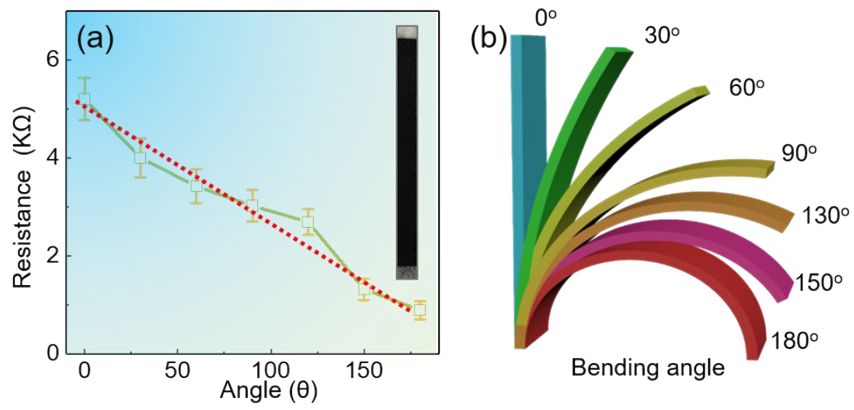 (a)
6
4
2
0
Resistance (KΩ)
0
50
100
150
Angle (θ)
(b)
0º
30º
60º
90º
130º
150º
180º
Bending angle